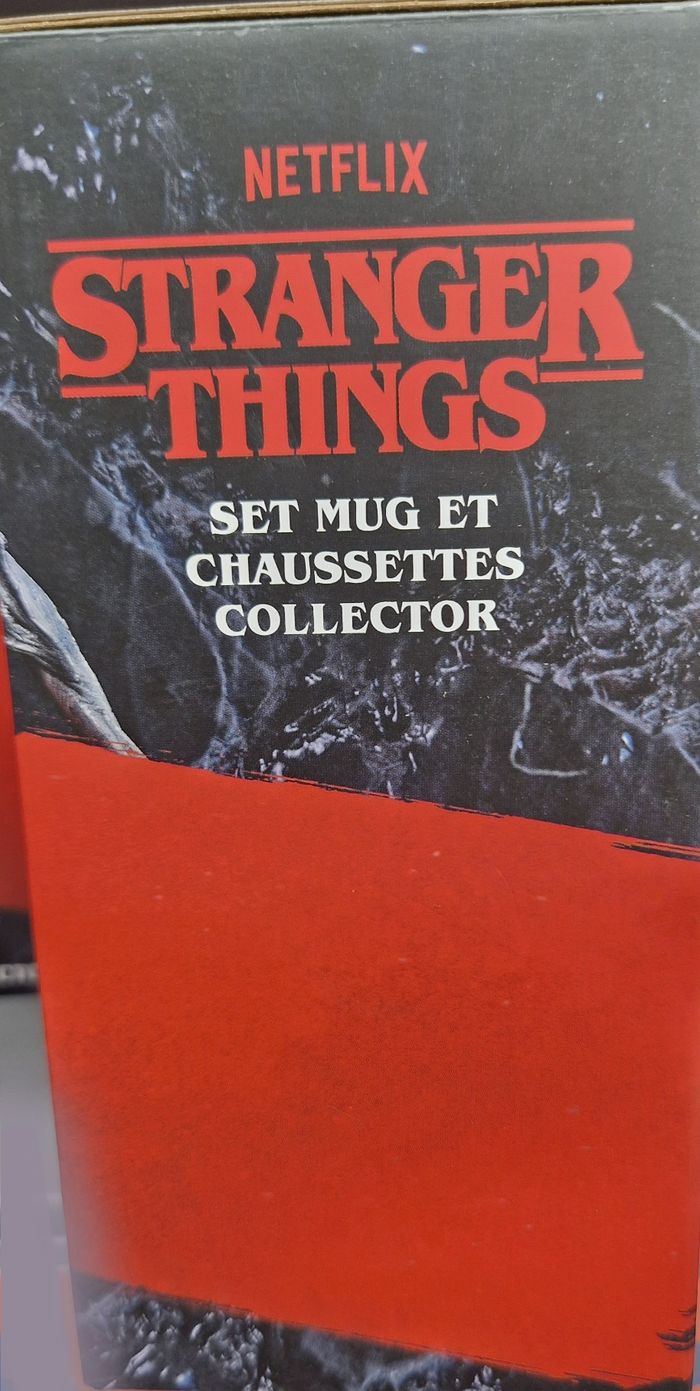 NETFLIX
STRANGER
THINGS
SET MUG ET
CHAUSSETTES
COLLECTOR